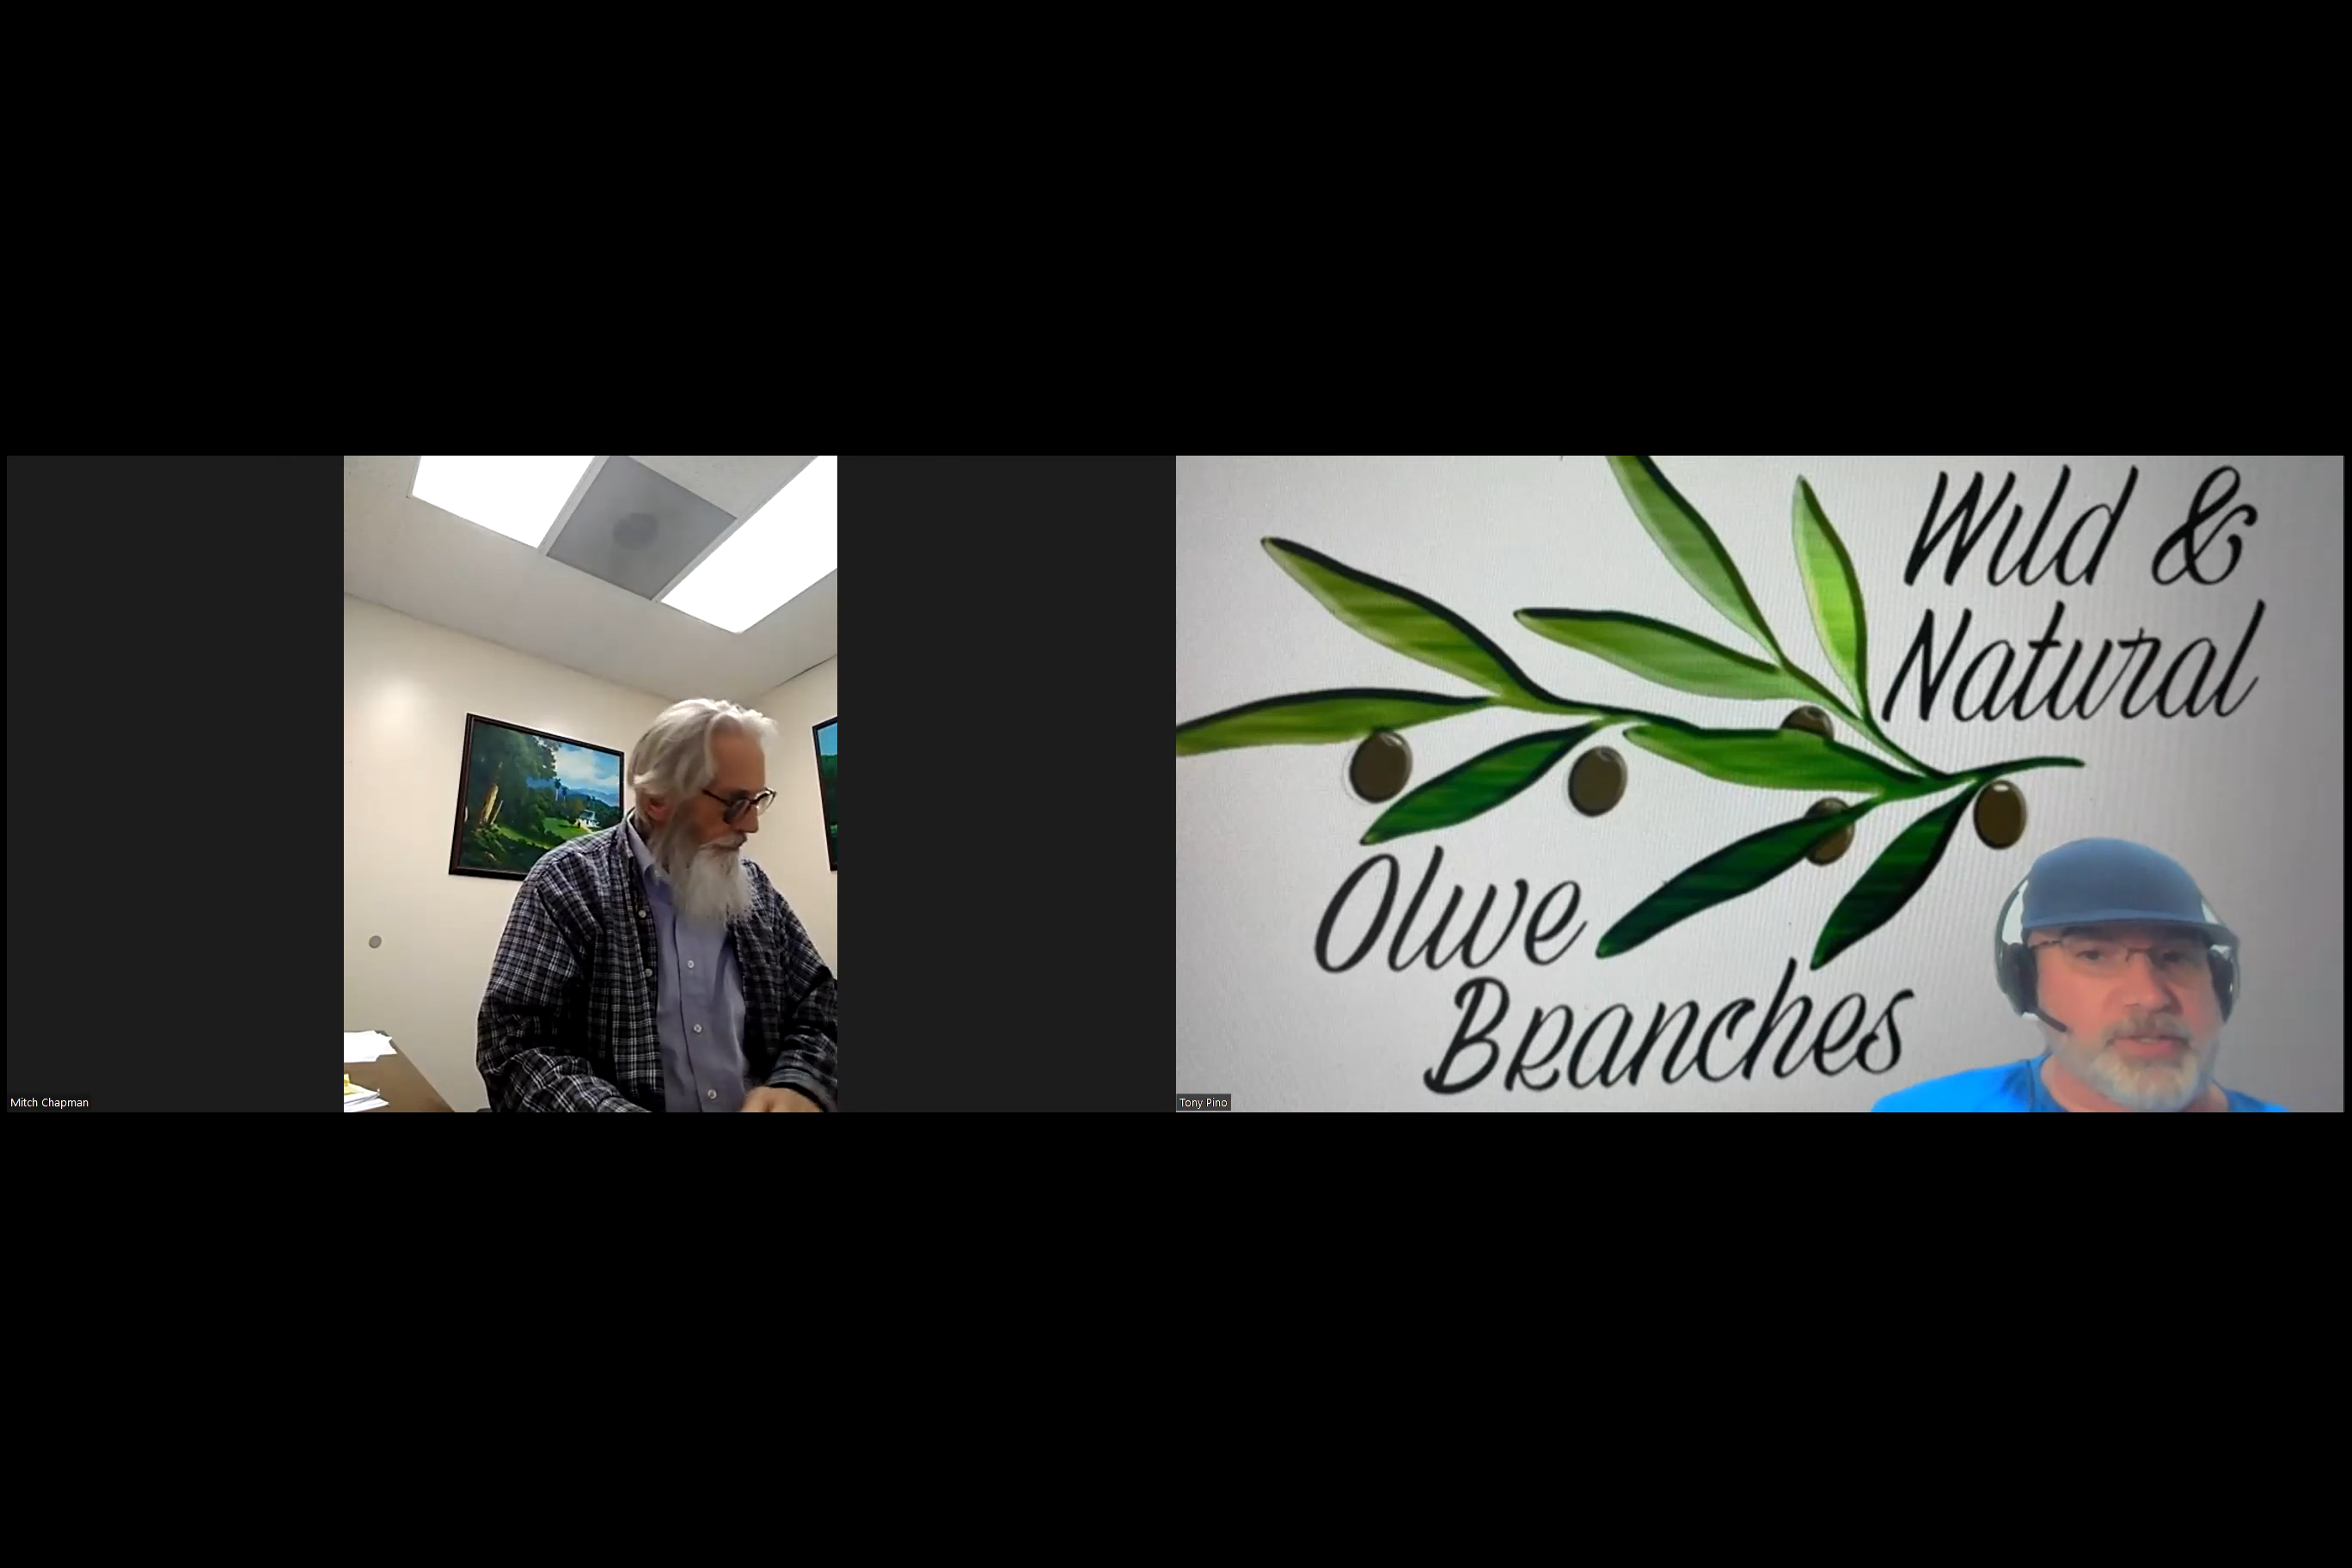 Wild &
Natural
Olive
Branches
Mitch Chapman
Tony Pino